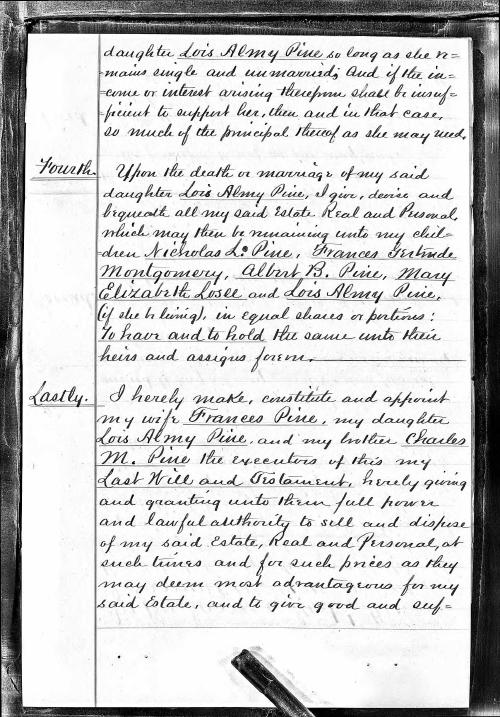 daughter Lois Almy Pine so long as she re=
=mains single and unmarried; And if the in=
=come or interest arising therefrom shall be insuf=
=ficient to support her, then and in that case,
so much of the principal thereof as she may need.
Fourth. Upon the death or marriage of my said
daughter Lois Almy Pine, I give, devise and
bequeath all my said Estate Real and Personal,
which may then be remaining unto my chil=
=dren Nicholas L. Pine, Frances Gertrude
Montgomery, Albert B. Pine, Mary
Elizabeth Losee and Lois Almy Pine,
(if she be living), in equal shares or portions:
To have and to hold the same unto their
heirs and assigns forever.
Lastly. I hereby make, constitute and appoint
my wife Frances Pine, my daughter
Lois Almy Pine, and my brother Charles
M. Pine the executors of this my
Last Will and Testament, hereby giving
and granting unto them full power
and lawful authority to sell and dispose
of my said Estate, Real and Personal, at
such times and for such prices as they
may deem most advantageous for my
said Estate, and to give good and suf=